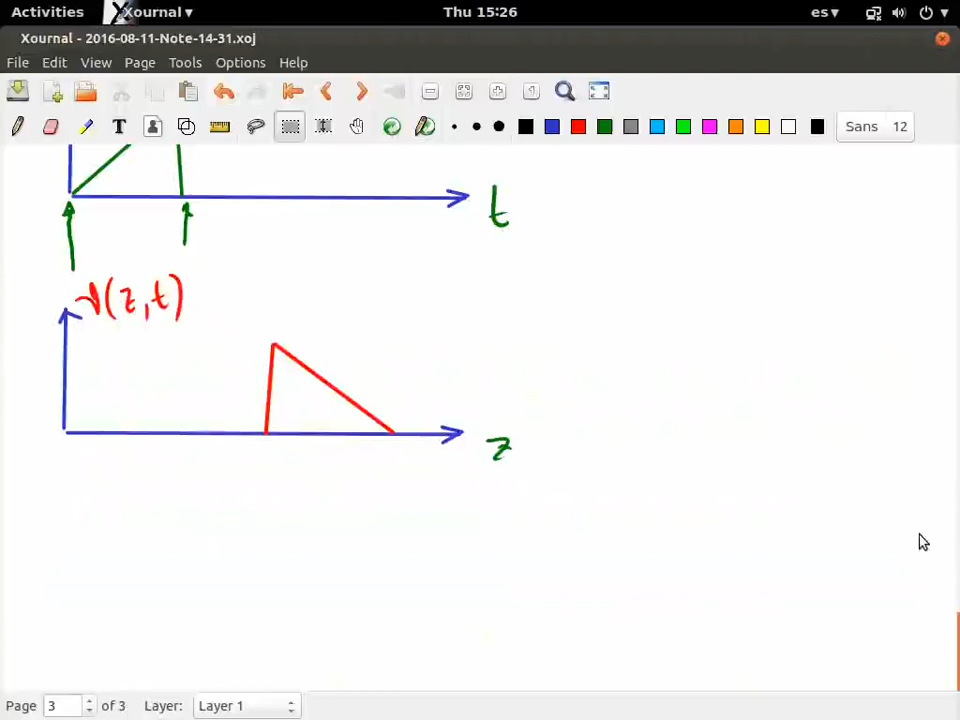 Activities Xournal ▾ Thu 15:26 es ▾
Xournal - 2016-08-11-Note-14-31.xoj
File Edit View Page Tools Options Help
T Sans 12
t
v(z,t)
z
Page 3 of 3 Layer: Layer 1